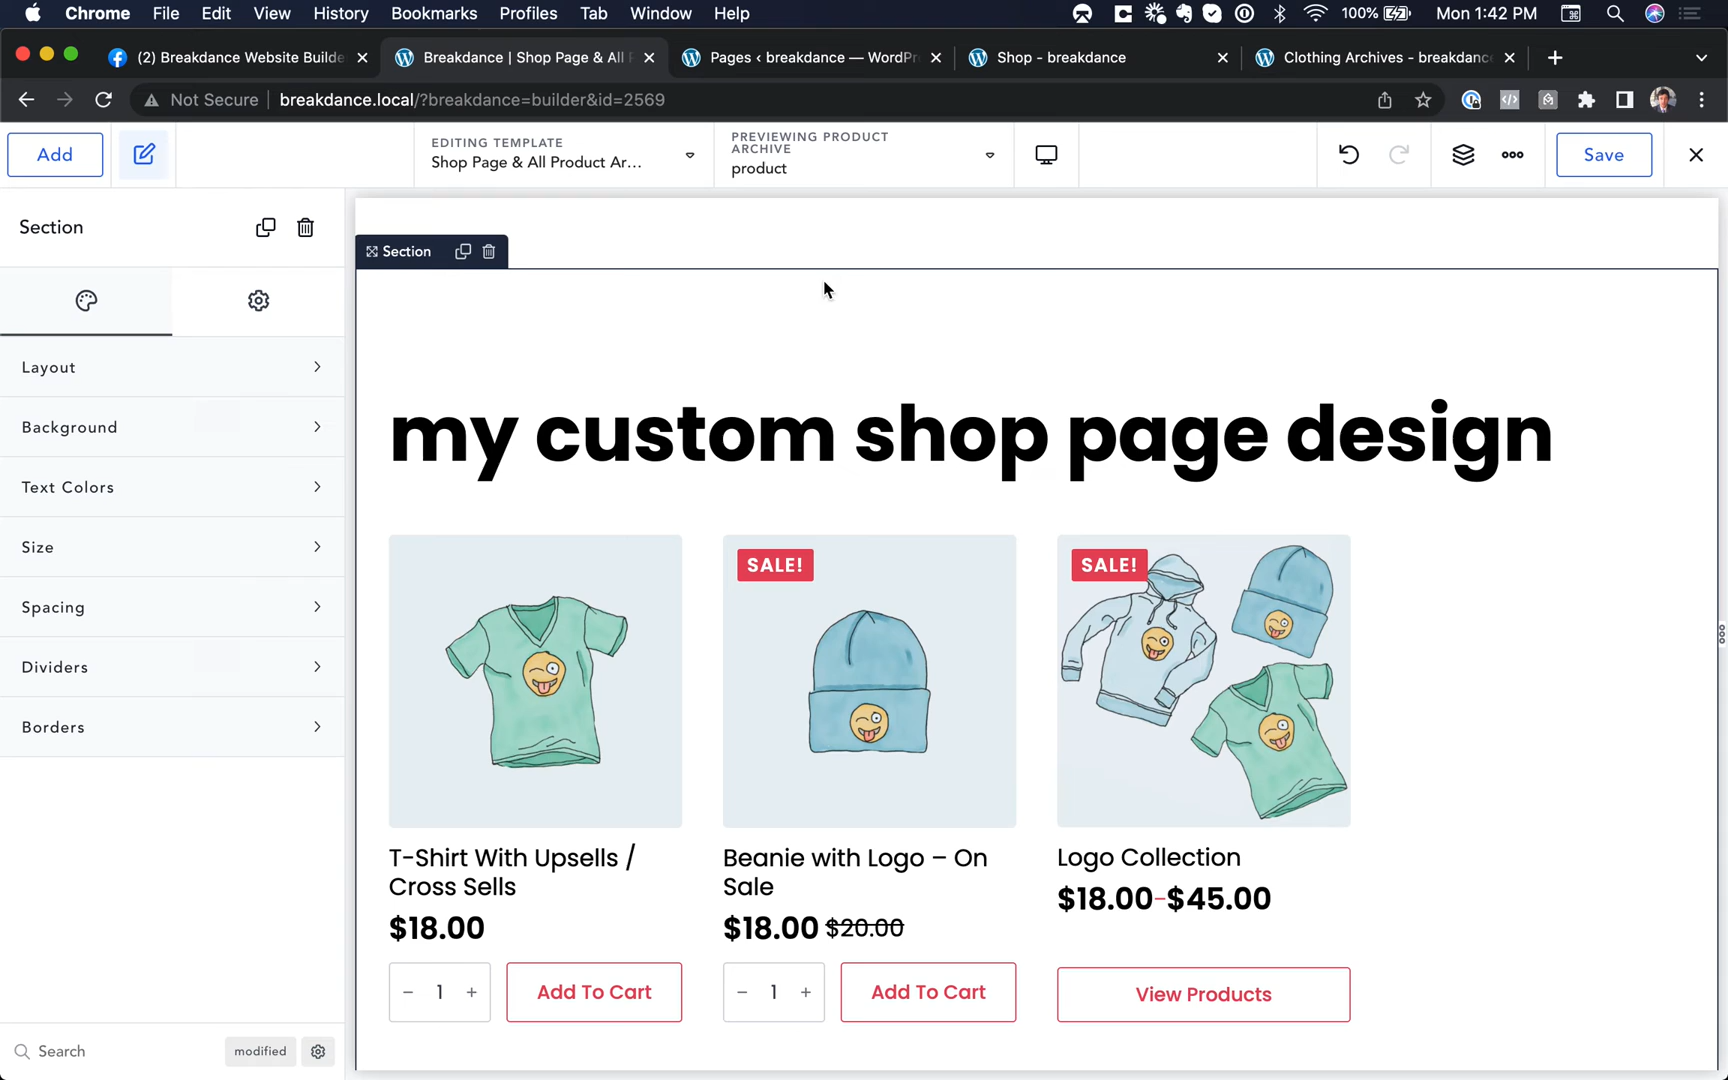 Chrome File Edit View History Bookmarks Profiles Tab Window Help 100% Mon 1:42 PM
(2) Breakdance Website Builde
Breakdance | Shop Page & All P
Pages ‹ breakdance — WordPr
Shop - breakdance
Clothing Archives - breakdanc
Not Secure breakdance.local/?breakdance=builder&id=2569
Add
EDITING TEMPLATE
Shop Page & All Product Ar...
PREVIEWING PRODUCT
ARCHIVE
product
Save
Section
Section
Layout
Background
Text Colors
Size
Spacing
Dividers
Borders
my custom shop page design
SALE!
SALE!
T-Shirt With Upsells /
Cross Sells
$18.00
- 1 +
Add To Cart
Beanie with Logo – On
Sale
$18.00 $20.00
- 1 +
Add To Cart
Logo Collection
$18.00-$45.00
View Products
Search
modified